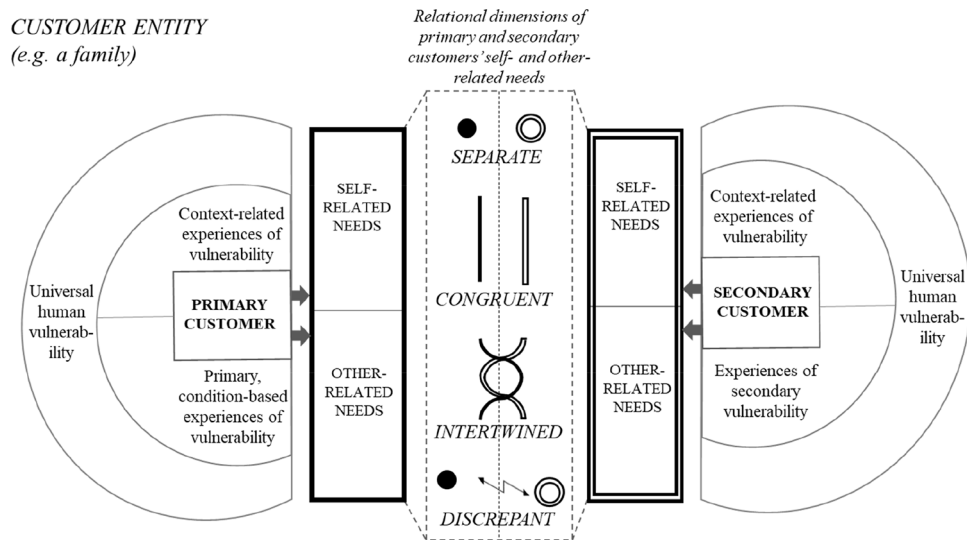 CUSTOMER ENTITY
(e.g. a family)
Relational dimensions of
primary and secondary
customers' self- and other-
related needs
Universal
human
vulnerab-
ility
Context-related
experiences of
vulnerability
PRIMARY
CUSTOMER
Primary,
condition-based
experiences of
vulnerability
SELF-
RELATED
NEEDS
OTHER-
RELATED
NEEDS
SEPARATE
CONGRUENT
INTERTWINED
DISCREPANT
SELF-
RELATED
NEEDS
OTHER-
RELATED
NEEDS
Context-related
experiences of
vulnerability
SECONDARY
CUSTOMER
Experiences of
secondary
vulnerability
Universal
human
vulnerab-
ility